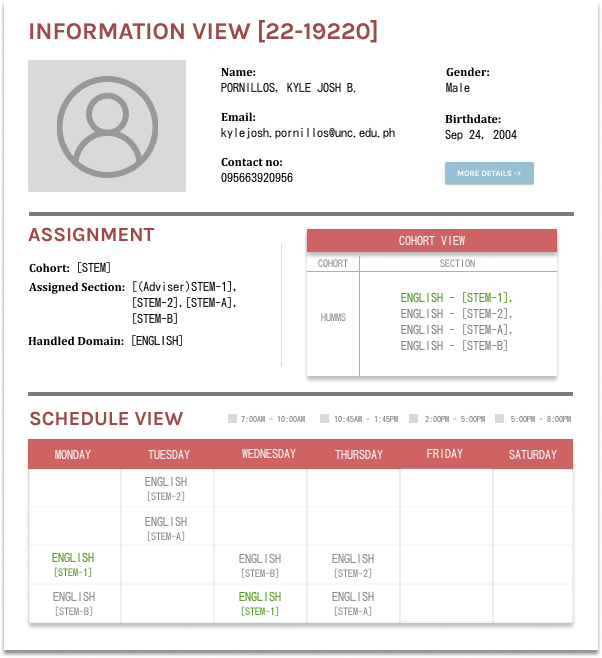 INFORMATION VIEW [22-19220]
Name:
PORNILLOS, KYLE JOSH B.
Gender:
Male
Email:
kylejosh.pornillos@unc.edu.ph
Birthdate:
Sep 24, 2004
Contact no:
095663920956
MORE DETAILS ->
ASSIGNMENT
Cohort: [STEM]
Assigned Section: [(Adviser)STEM-1],
[STEM-2],[STEM-A],
[STEM-B]
Handled Domain: [ENGLISH]
COHORT VIEW
COHORT SECTION
HUMMS
ENGLISH - [STEM-1],
ENGLISH - [STEM-2],
ENGLISH - [STEM-A],
ENGLISH - [STEM-B]
SCHEDULE VIEW
7:00AM - 10:00AM 10:45AM - 1:45PM 2:00PM - 5:00PM 5:00PM - 8:00PM
MONDAY TUESDAY WEDNESDAY THURSDAY FRIDAY SATURDAY
ENGLISH
[STEM-2]
ENGLISH
[STEM-A]
ENGLISH ENGLISH ENGLISH
[STEM-1] [STEM-B] [STEM-2]
ENGLISH ENGLISH ENGLISH
[STEM-B] [STEM-1] [STEM-A]